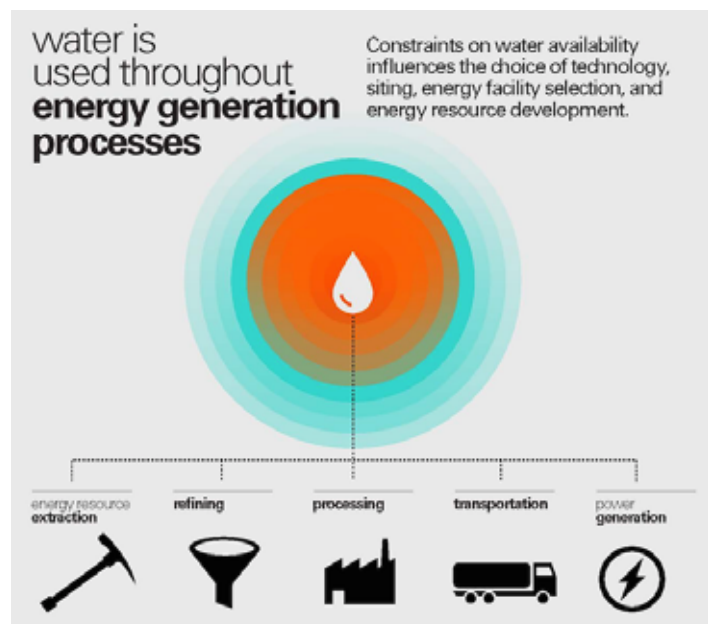 water is
used throughout
energy generation
processes
Constraints on water availability
influences the choice of technology,
siting, energy facility selection, and
energy resource development.
energy resource
extraction
refining
processing
transportation
power
generation